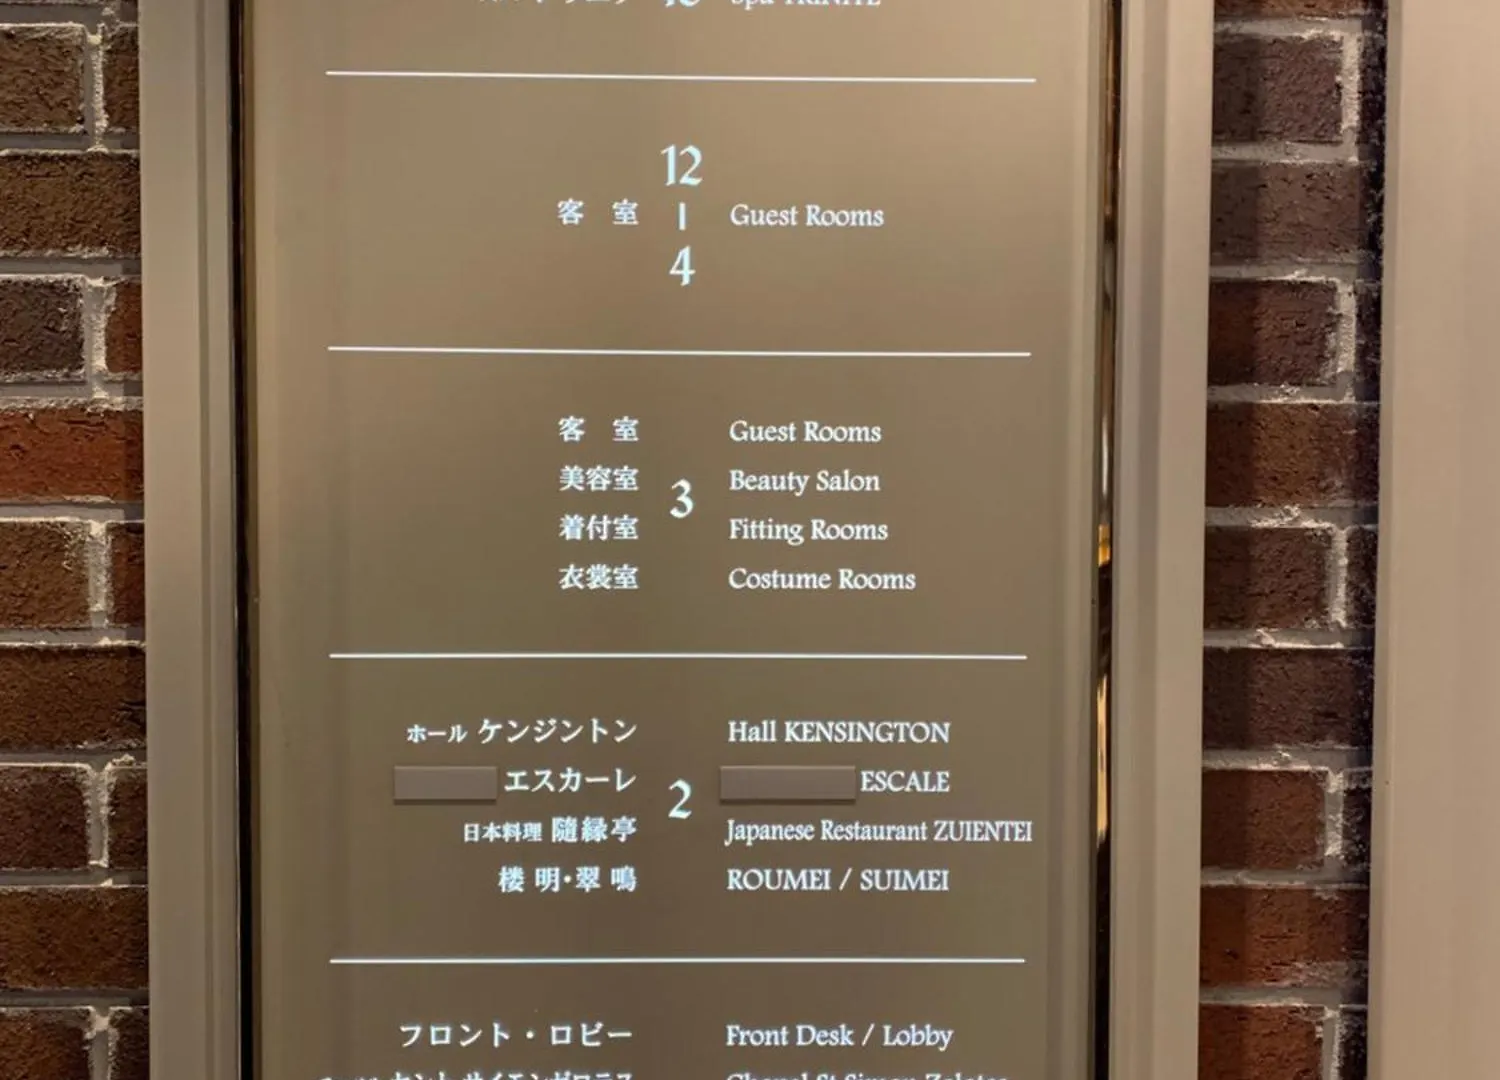 Spa TRINITE
12
客 室 | Guest Rooms
4
客 室 Guest Rooms
美容室 Beauty Salon
3
着付室 Fitting Rooms
衣裳室 Costume Rooms
ホール ケンジントン Hall KENSINGTON
エスカーレ ESCALE
2
日本料理 隨縁亭 Japanese Restaurant ZUIENTEI
楼 明・翠 鳴 ROUMEI / SUIMEI
フロント・ロビー Front Desk / Lobby